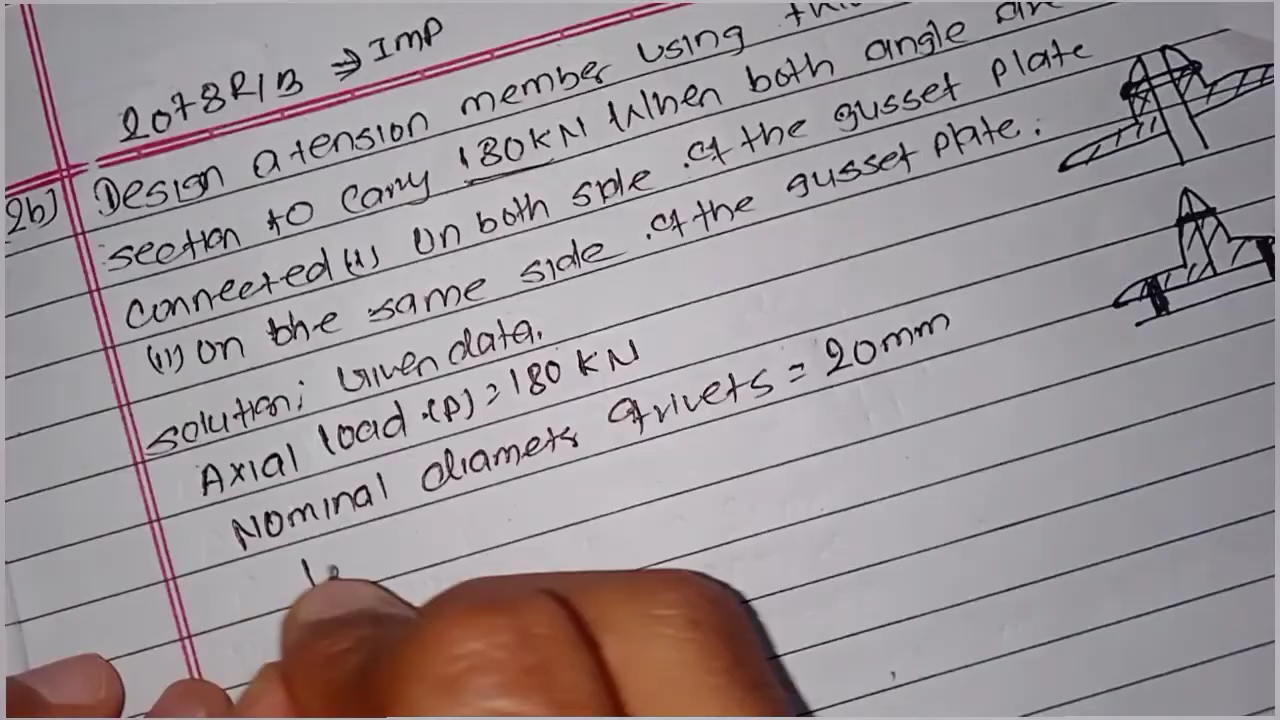 2078 R/B ⇒ IMP
2b) Design a tension member using
section to carry 180KN When both angle
connected (i) On both side of the gusset plate
(ii) on the same side of the gusset plate.
solution; Given data,
Axial load (P) = 180 KN
Nominal diameter of rivets = 20mm